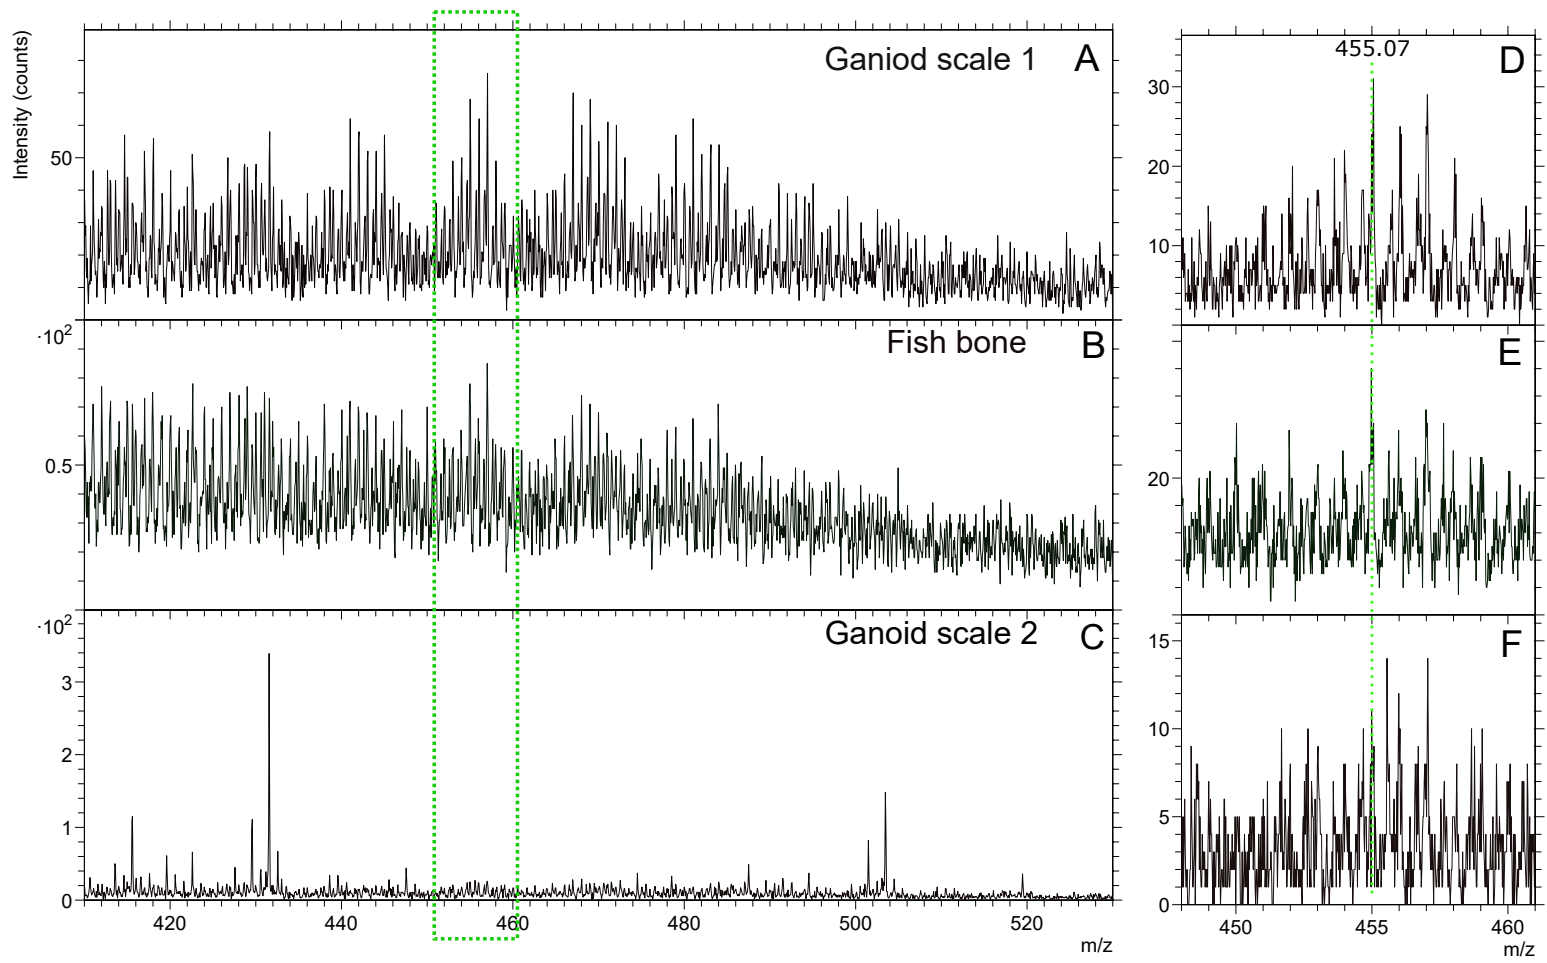 Intensity (counts)
Ganiod scale 1
A
50
·10²
Fish bone
B
0.5
·10²
Ganoid scale 2
C
3
2
1
0
420
440
460
480
500
520
m/z
455.07
D
30
20
10
E
20
F
15
10
5
0
450
455
460
m/z